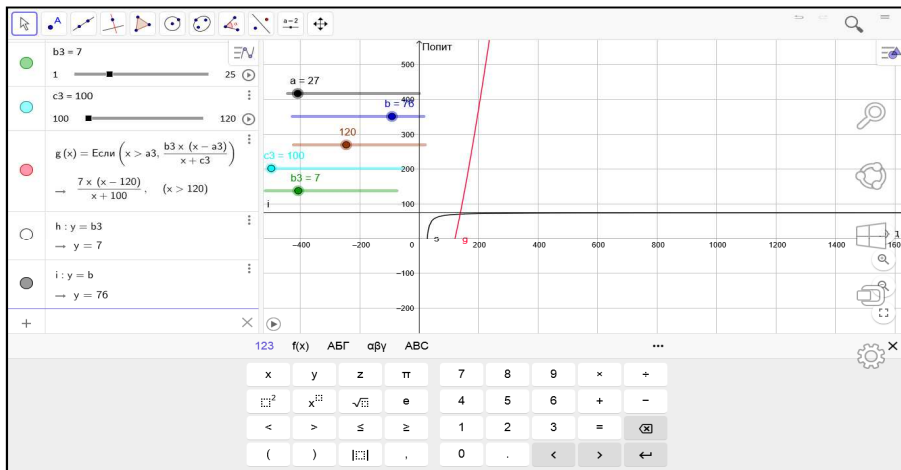 a=2
b3 = 7
1 25
c3 = 100
100 120
g (x) = Если ( x > a3, b3 × (x − a3) / x + c3 )
→ 7 × (x − 120) / x + 100 , (x > 120)
h : y = b3
→ y = 7
i : y = b
→ y = 76
+
Попит
a = 27
b = 76
120
c3 = 100
b3 = 7
i
g
500
400
300
200
100
0
−100
−200
−400 −200 0 200 400 600 800 1000 1200 1400 160
123 f(x) АБГ αβγ ABC
x y z π 7 8 9 × ÷
□² x□ √□ e 4 5 6 + −
< > ≤ ≥ 1 2 3 =
( ) |□| , 0 . < >